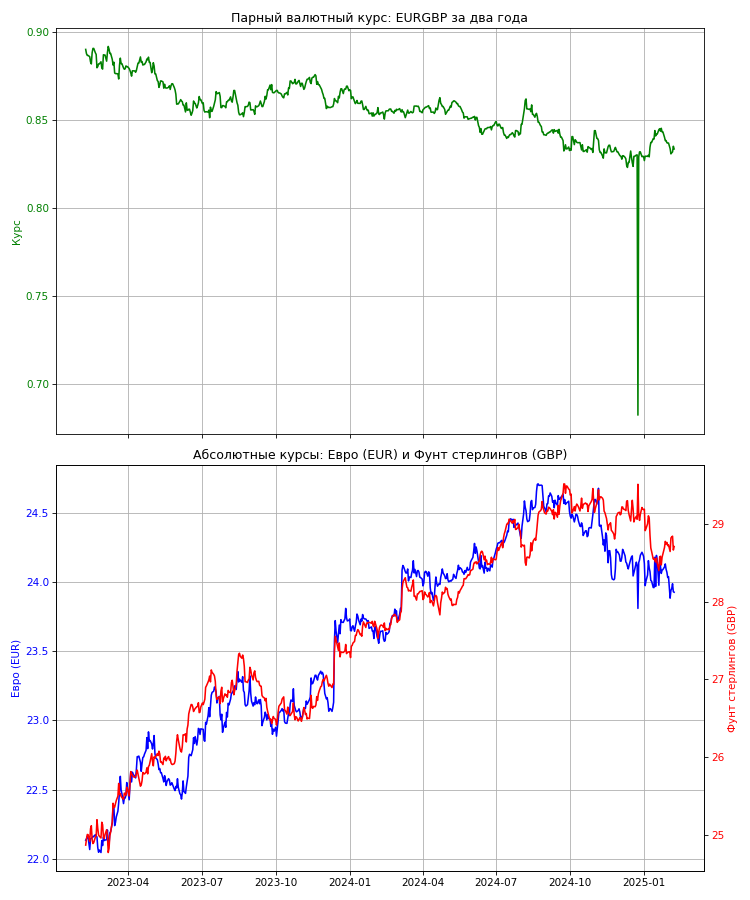 Парный валютный курс: EURGBP за два года
0.90
0.85
0.80
0.75
0.70
Курс
Абсолютные курсы: Евро (EUR) и Фунт стерлингов (GBP)
24.5
24.0
23.5
23.0
22.5
22.0
Евро (EUR)
29
28
27
26
25
Фунт стерлингов (GBP)
2023-04 2023-07 2023-10 2024-01 2024-04 2024-07 2024-10 2025-01